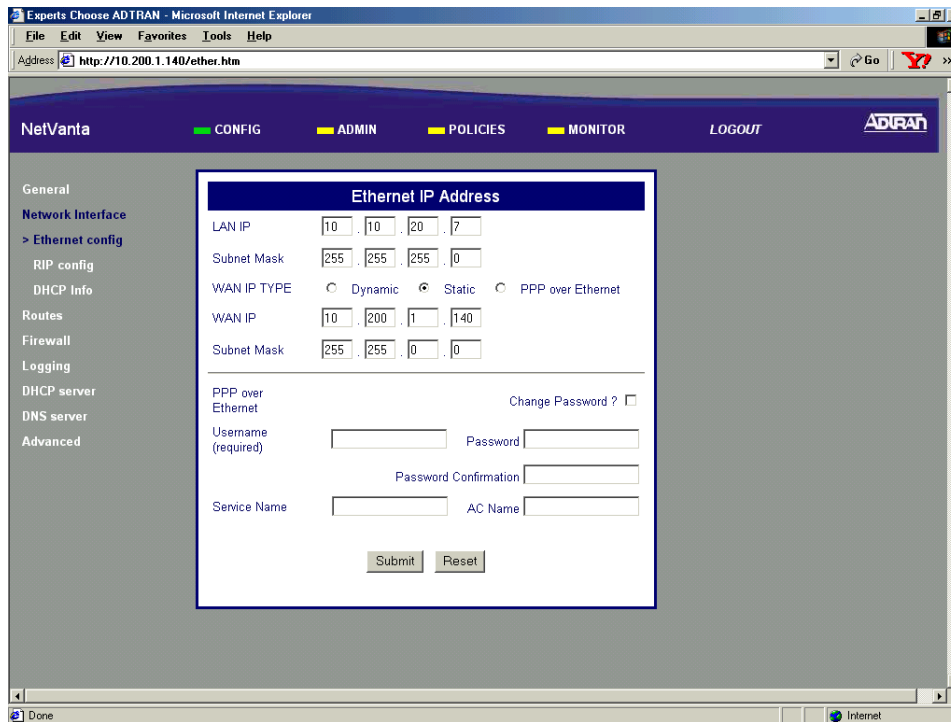 Experts Choose ADTRAN - Microsoft Internet Explorer
File Edit View Favorites Tools Help
Address http://10.200.1.140/ether.htm Go Y? »
NetVanta CONFIG ADMIN POLICIES MONITOR LOGOUT ADTRAN
General
Network Interface
> Ethernet config
RIP config
DHCP Info
Routes
Firewall
Logging
DHCP server
DNS server
Advanced
Ethernet IP Address
LAN IP 10 . 10 . 20 . 7
Subnet Mask 255 . 255 . 255 . 0
WAN IP TYPE Dynamic Static PPP over Ethernet
WAN IP 10 . 200 . 1 . 140
Subnet Mask 255 . 255 . 0 . 0
PPP over
Ethernet Change Password ?
Username
(required) Password
Password Confirmation
Service Name AC Name
Submit Reset
Done Internet